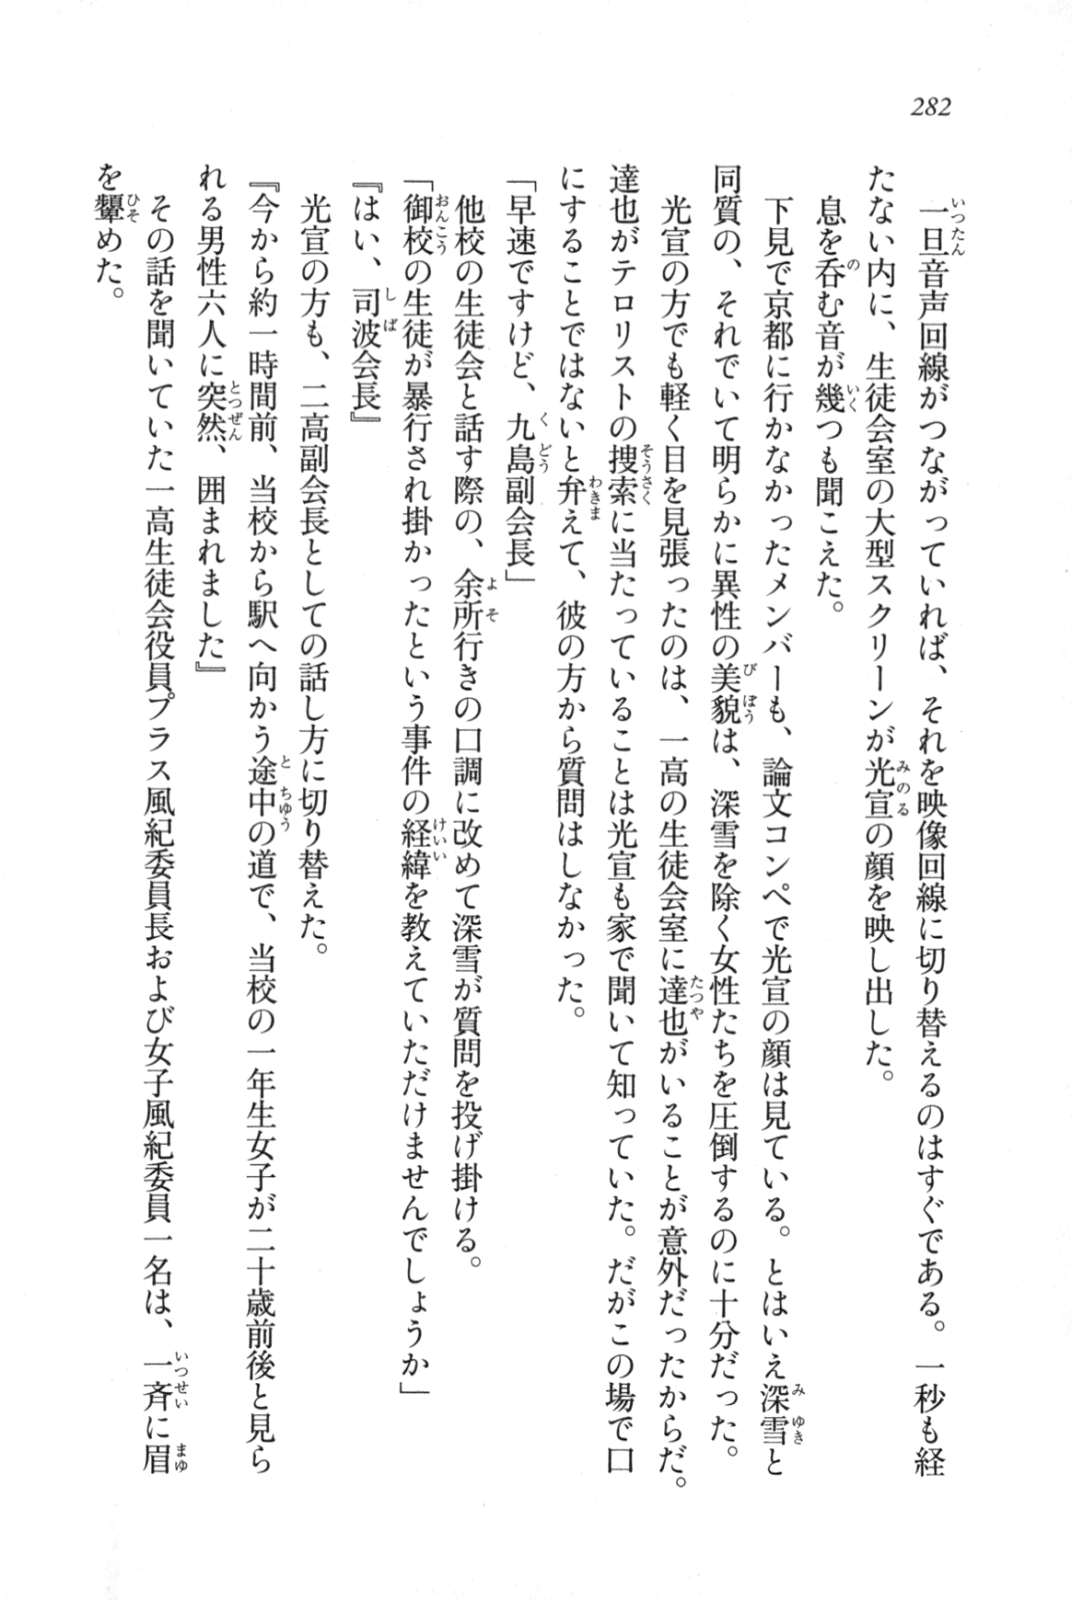 282
一旦音声回線がつながっていれば、それを映像回線に切り替えるのはすぐである。一秒も経
たない内に、生徒会室の大型スクリーンが光宣の顔を映し出した。
息を呑む音が幾つも聞こえた。
下見で京都に行かなかったメンバーも、論文コンペで光宣の顔は見ている。とはいえ深雪と
同質の、それでいて明らかに異性の美貌は、深雪を除く女性たちを圧倒するのに十分だった。
光宣の方でも軽く目を見張ったのは、一高の生徒会室に達也がいることが意外だったからだ。
達也がテロリストの捜索に当たっていることは光宣も家で聞いて知っていた。だがこの場で口
にすることではないと弁えて、彼の方から質問はしなかった。
「早速ですけど、九島副会長」
他校の生徒会と話す際の、余所行きの口調に改めて深雪が質問を投げ掛ける。
「御校の生徒が暴行され掛かったという事件の経緯を教えていただけませんでしょうか」
『はい、司波会長』
光宣の方も、二高副会長としての話し方に切り替えた。
『今から約一時間前、当校から駅へ向かう途中の道で、当校の一年生女子が二十歳前後と見ら
れる男性六人に突然、囲まれました』
その話を聞いていた一高生徒会役員プラス風紀委員長および女子風紀委員一名は、一斉に眉
を顰めた。